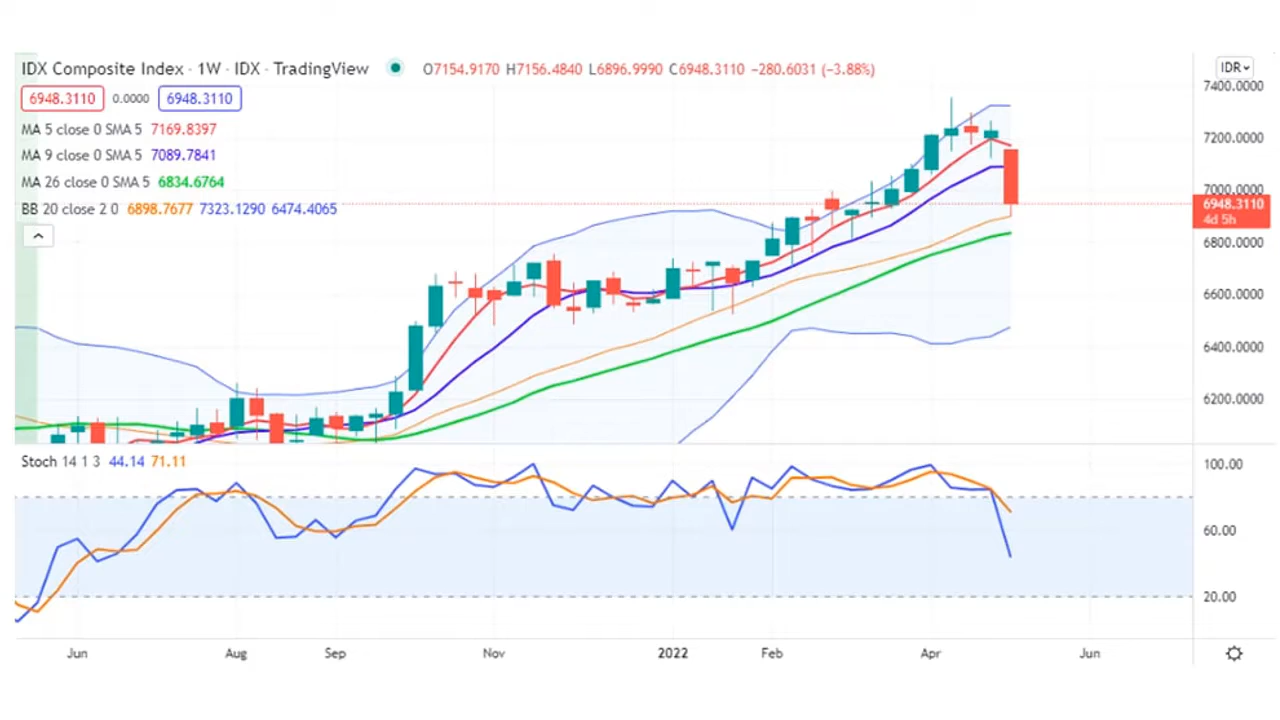 IDX Composite Index · 1W · IDX · TradingView O7154.9170 H7156.4840 L6896.9990 C6948.3110 −280.6031 (−3.88%)
IDR
6948.3110 0.0000 6948.3110
MA 5 close 0 SMA 5 7169.8397
MA 9 close 0 SMA 5 7089.7841
MA 26 close 0 SMA 5 6834.6764
BB 20 close 2 0 6898.7677 7323.1290 6474.4065
7400.0000
7200.0000
7000.0000
6948.3110
4d 5h
6800.0000
6600.0000
6400.0000
6200.0000
Stoch 14 1 3 44.14 71.11
100.00
60.00
20.00
Jun Aug Sep Nov 2022 Feb Apr Jun